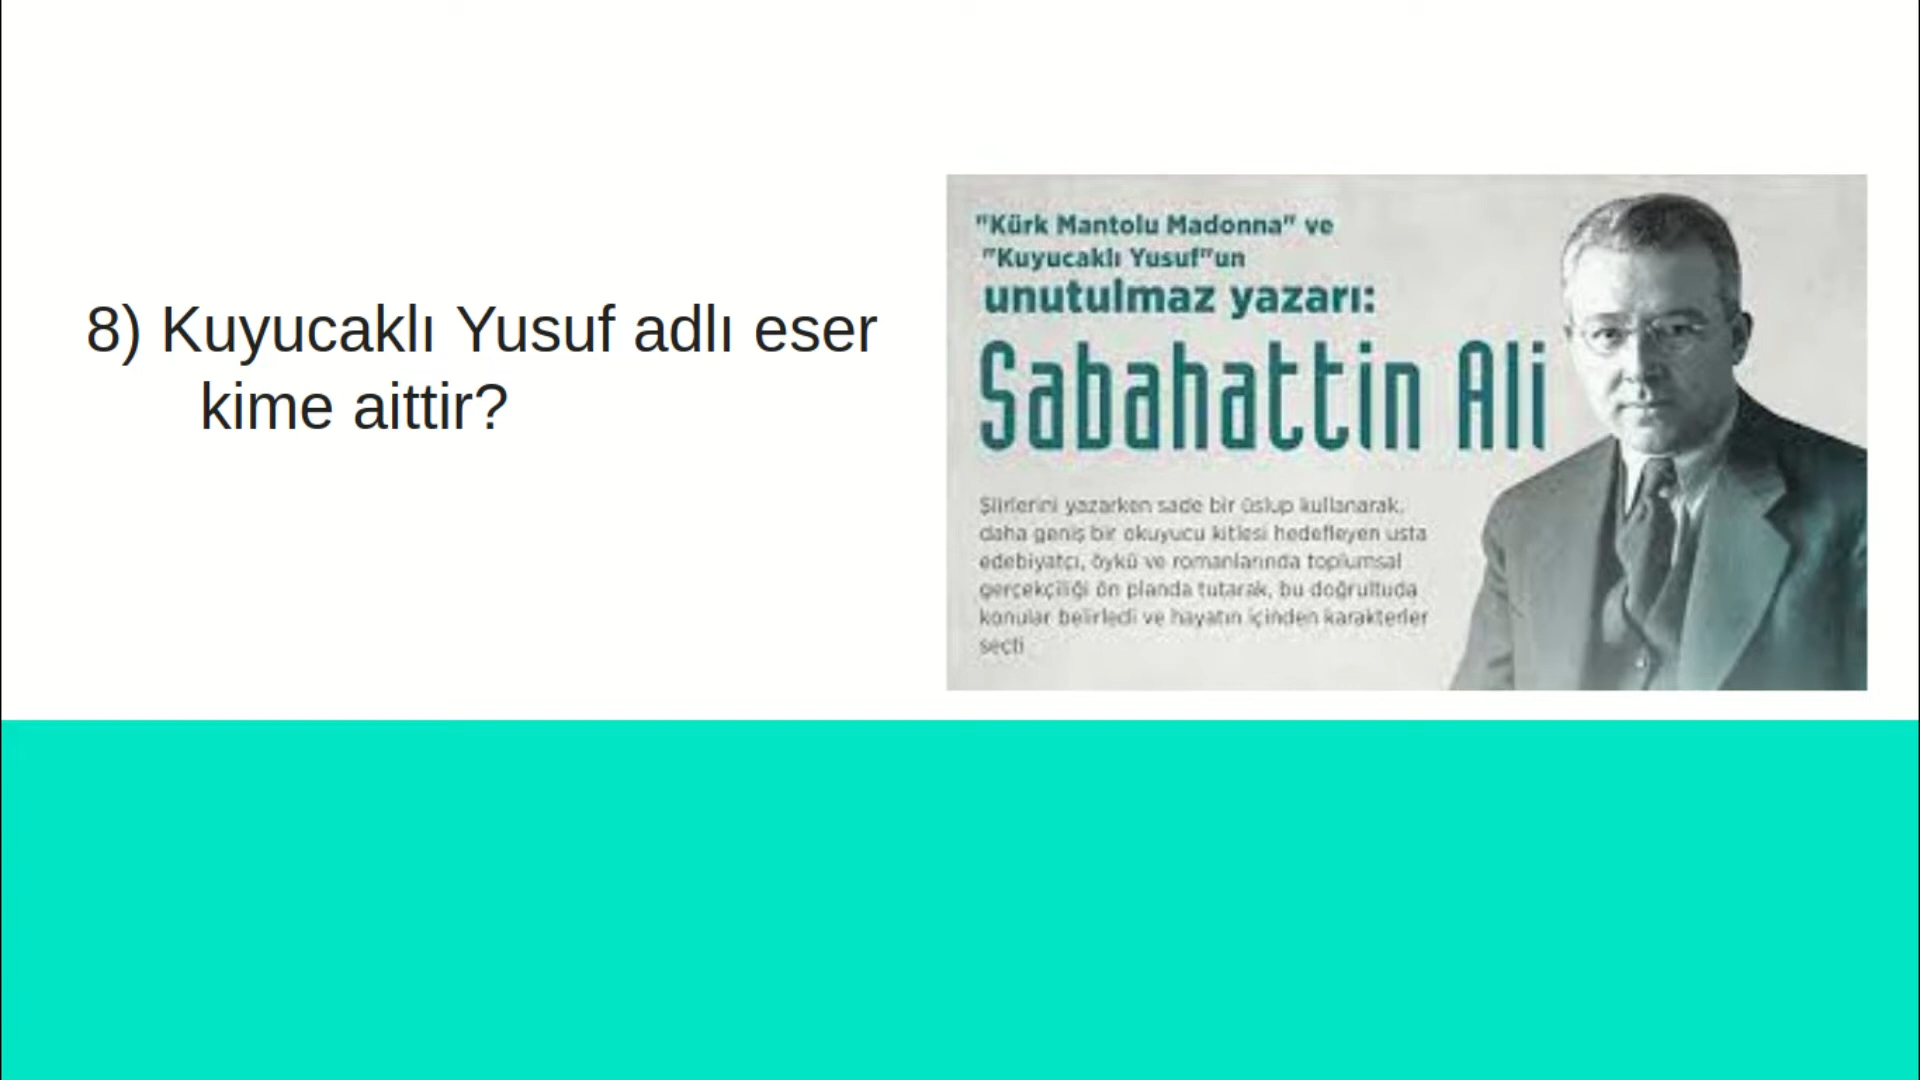 8) Kuyucaklı Yusuf adlı eser
kime aittir?
"Kürk Mantolu Madonna" ve
"Kuyucaklı Yusuf"un
unutulmaz yazarı:
Sabahattin Ali
Şiirlerini yazarken sade bir üslup kullanarak,
daha geniş bir okuyucu kitlesi hedefleyen usta
edebiyatçı, öykü ve romanlarında toplumsal
gerçekçiliği ön planda tutarak, bu doğrultuda
konular belirledi ve hayatın içinden karakterler
seçti